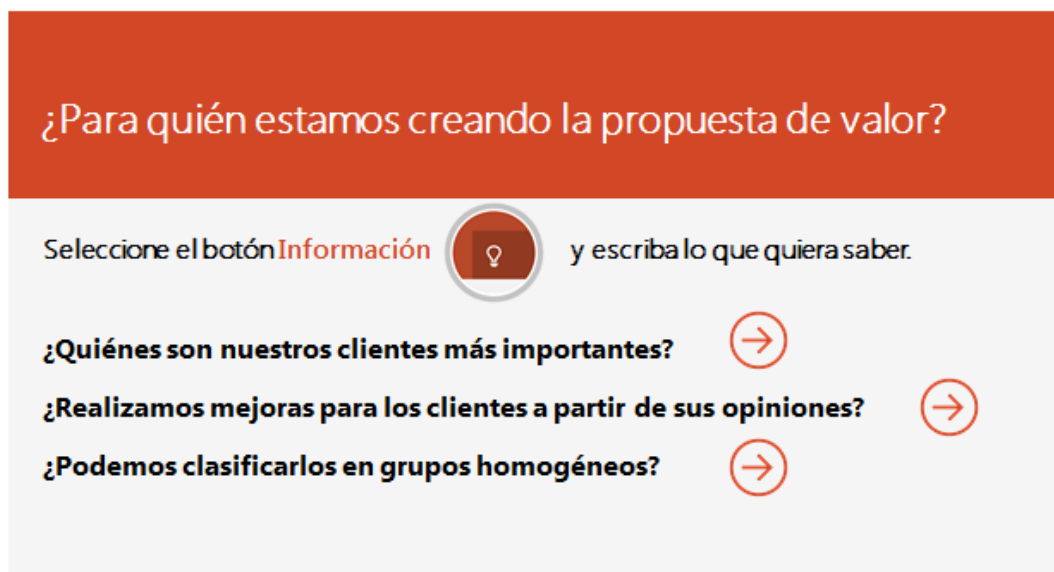 ¿Para quién estamos creando la propuesta de valor?
Seleccione el botón Información y escriba lo que quiera saber.
¿Quiénes son nuestros clientes más importantes?
¿Realizamos mejoras para los clientes a partir de sus opiniones?
¿Podemos clasificarlos en grupos homogéneos?